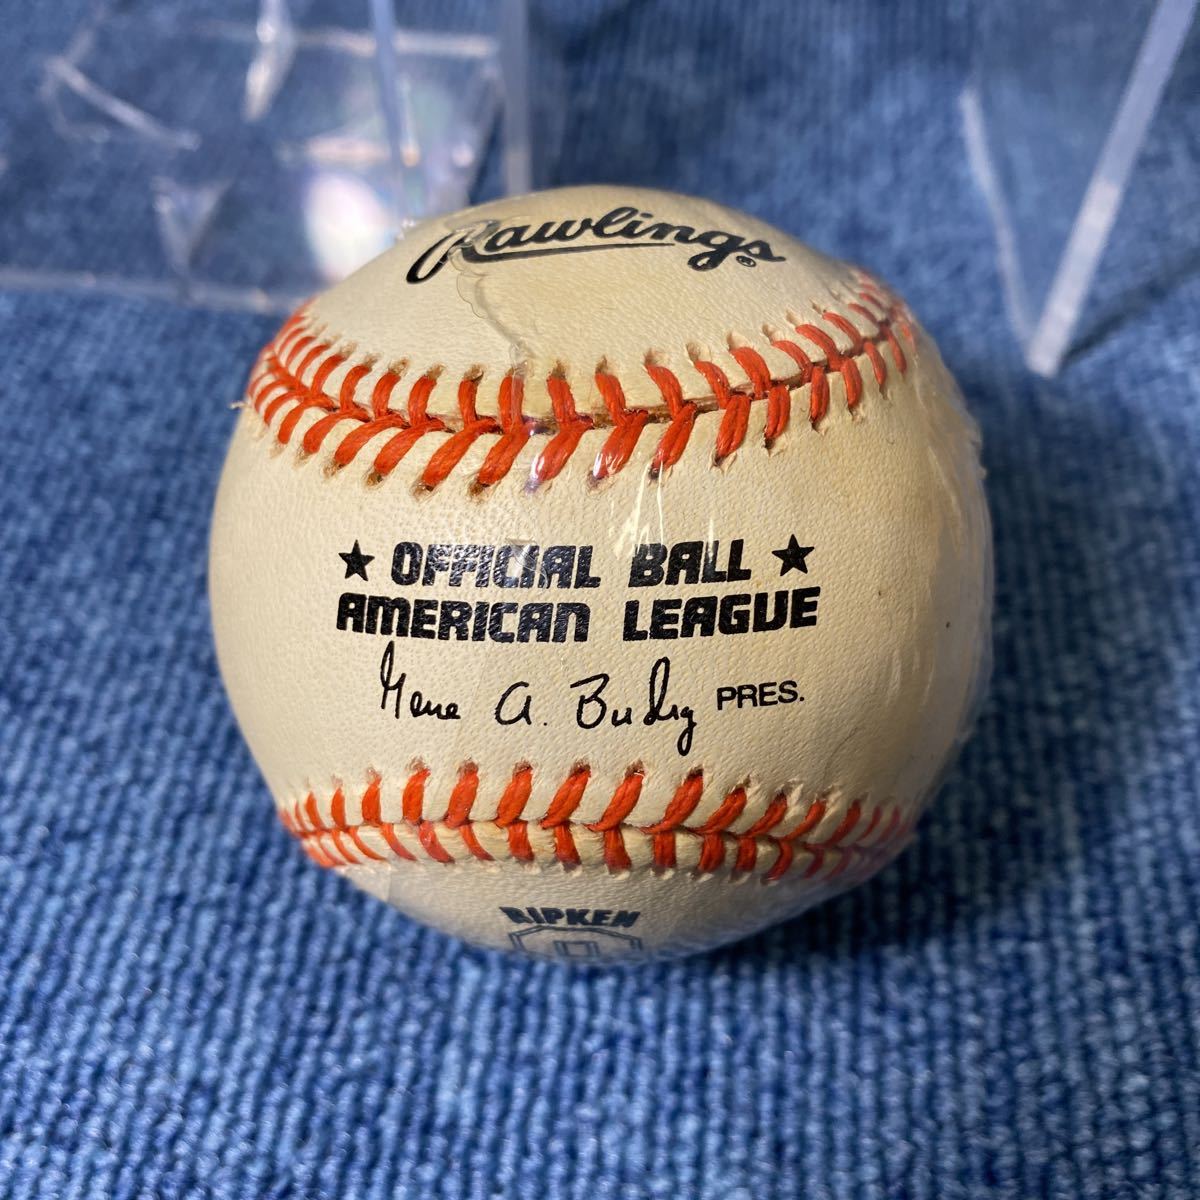 Rawlings®
★ OFFICIAL BALL ★
AMERICAN LEAGUE
Gene A. Budig PRES.
RIPKEN